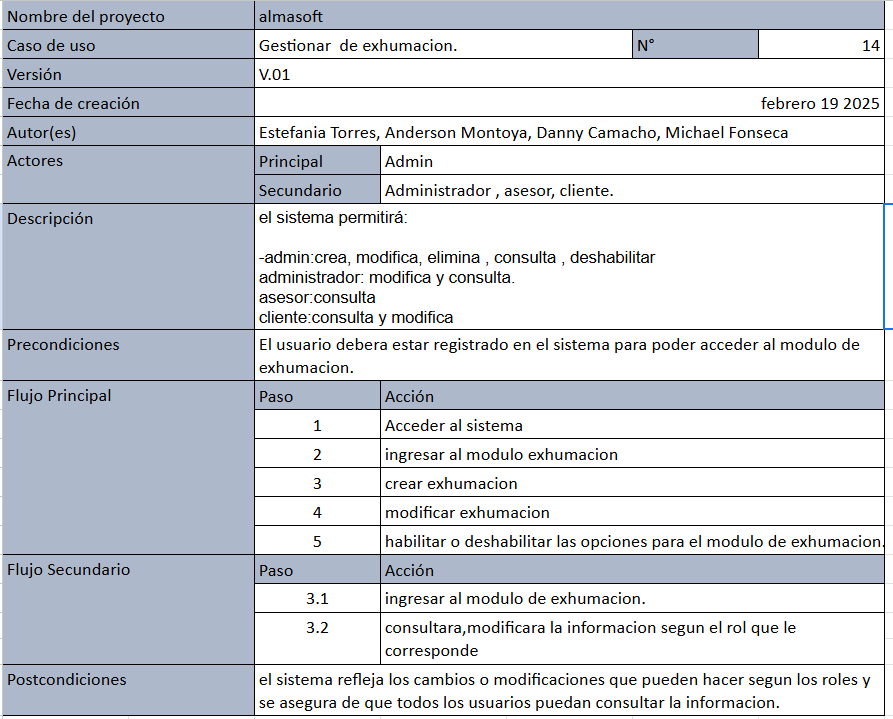 Nombre del proyecto almasoft
Caso de uso Gestionar de exhumacion. N° 14
Versión V.01
Fecha de creación febrero 19 2025
Autor(es) Estefania Torres, Anderson Montoya, Danny Camacho, Michael Fonseca
Actores Principal Admin
Secundario Administrador , asesor, cliente.
Descripción el sistema permitirá:
-admin:crea, modifica, elimina , consulta , deshabilitar
administrador: modifica y consulta.
asesor:consulta
cliente:consulta y modifica
Precondiciones El usuario debera estar registrado en el sistema para poder acceder al modulo de
exhumacion.
Flujo Principal Paso Acción
1 Acceder al sistema
2 ingresar al modulo exhumacion
3 crear exhumacion
4 modificar exhumacion
5 habilitar o deshabilitar las opciones para el modulo de exhumacion.
Flujo Secundario Paso Acción
3.1 ingresar al modulo de exhumacion.
3.2 consultara,modificara la informacion segun el rol que le
corresponde
Postcondiciones el sistema refleja los cambios o modificaciones que pueden hacer segun los roles y
se asegura de que todos los usuarios puedan consultar la informacion.